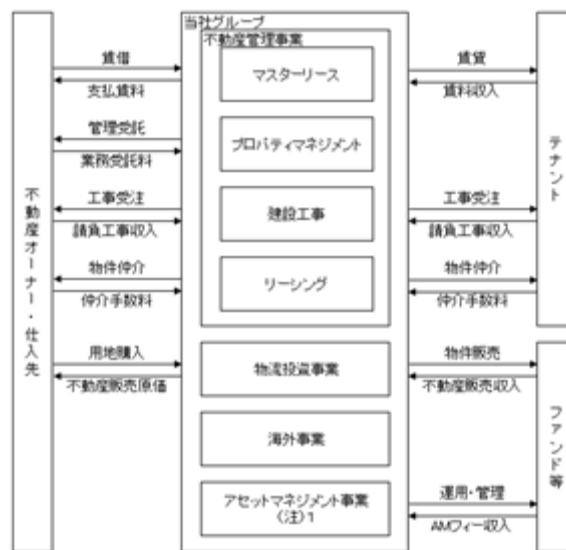 当社グループ
不動産管理事業
マスターリース
プロパティマネジメント
建設工事
リーシング
物流投資事業
海外事業
アセットマネジメント事業
(注)1
不動産オーナー・仕入先
賃借
支払賃料
管理受託
業務受託料
工事受注
請負工事収入
物件仲介
仲介手数料
用地購入
不動産販売原価
賃貸
賃料収入
工事受注
請負工事収入
物件仲介
仲介手数料
物件販売
不動産販売収入
運用・管理
AMフィー収入
テナント
ファンド等